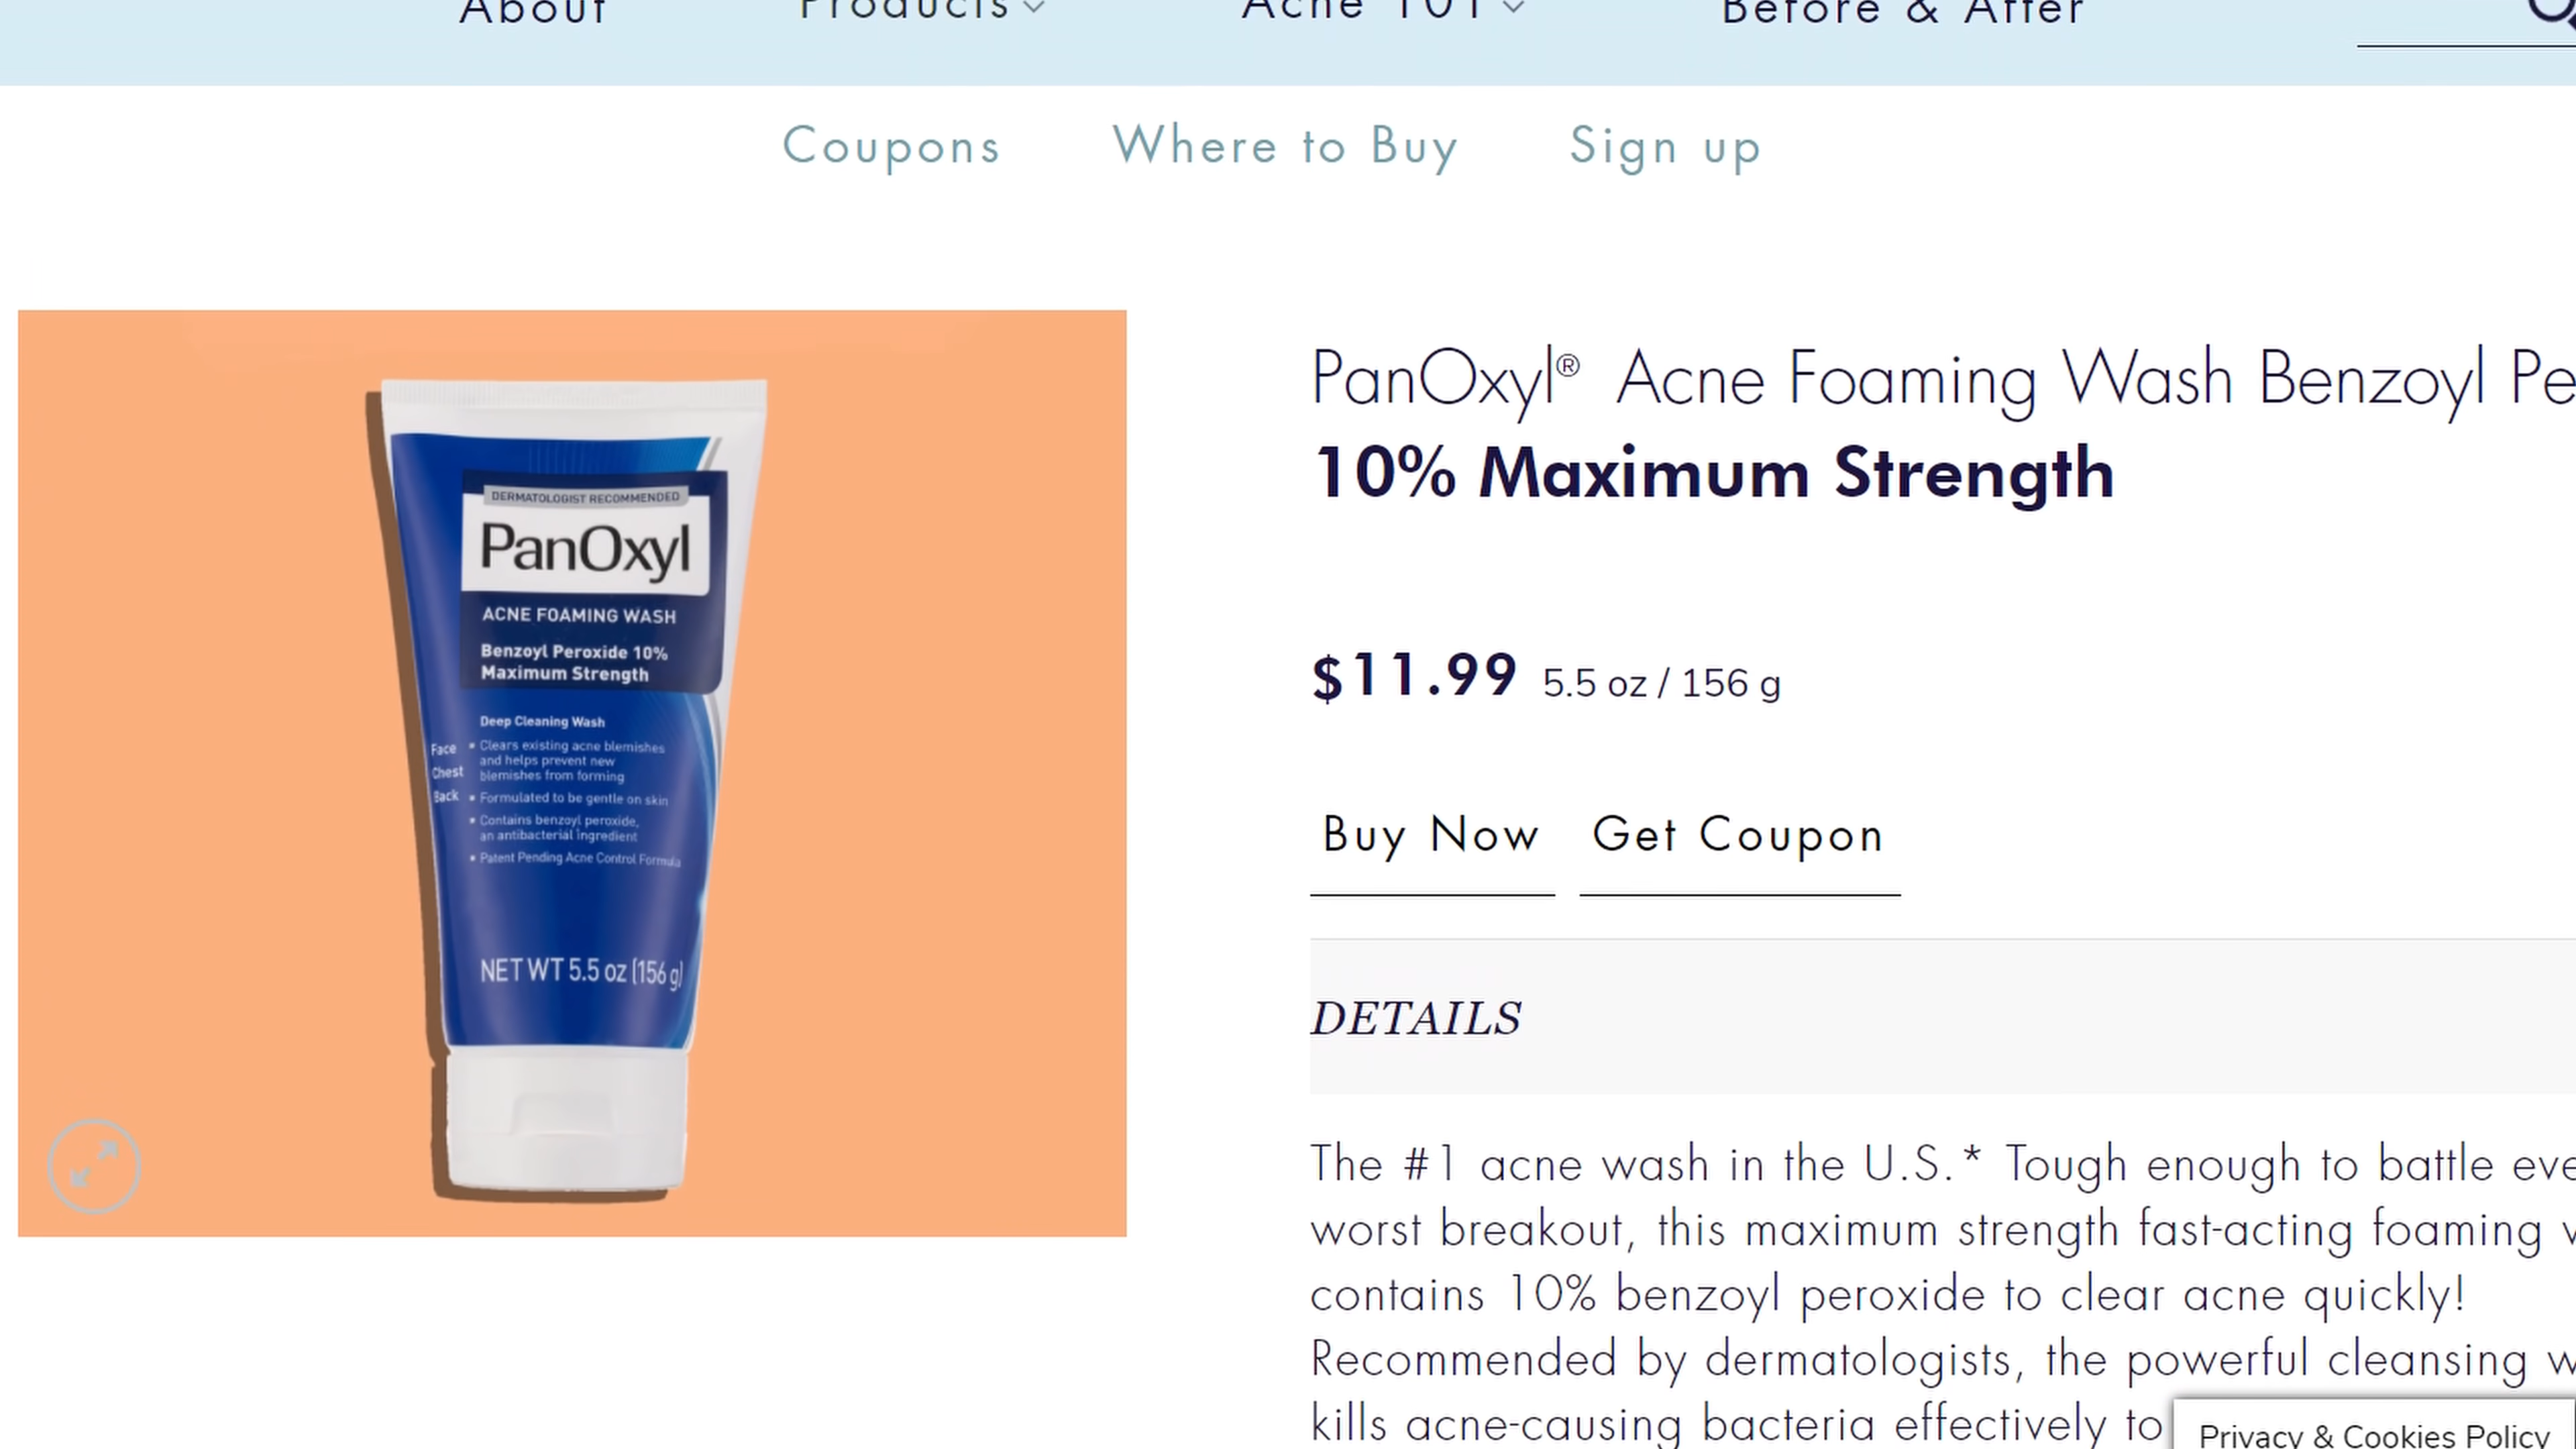 About
Products
Acne 101
Before & After
Coupons
Where to Buy
Sign up
DERMATOLOGIST RECOMMENDED
PanOxyl
ACNE FOAMING WASH
Benzoyl Peroxide 10%
Maximum Strength
Deep Cleaning Wash
Face
Chest
Back
▪ Clears existing acne blemishes
and helps prevent new
blemishes from forming
▪ Formulated to be gentle on skin
▪ Contains benzoyl peroxide,
an antibacterial ingredient
▪ Patent Pending Acne Control Formula
NET WT 5.5 oz (156 g)
PanOxyl® Acne Foaming Wash Benzoyl Pe
10% Maximum Strength
$11.99 5.5 oz / 156 g
Buy Now
Get Coupon
DETAILS
The #1 acne wash in the U.S.* Tough enough to battle eve
worst breakout, this maximum strength fast-acting foaming
contains 10% benzoyl peroxide to clear acne quickly!
Recommended by dermatologists, the powerful cleansing
kills acne-causing bacteria effectively to
Privacy & Cookies Policy